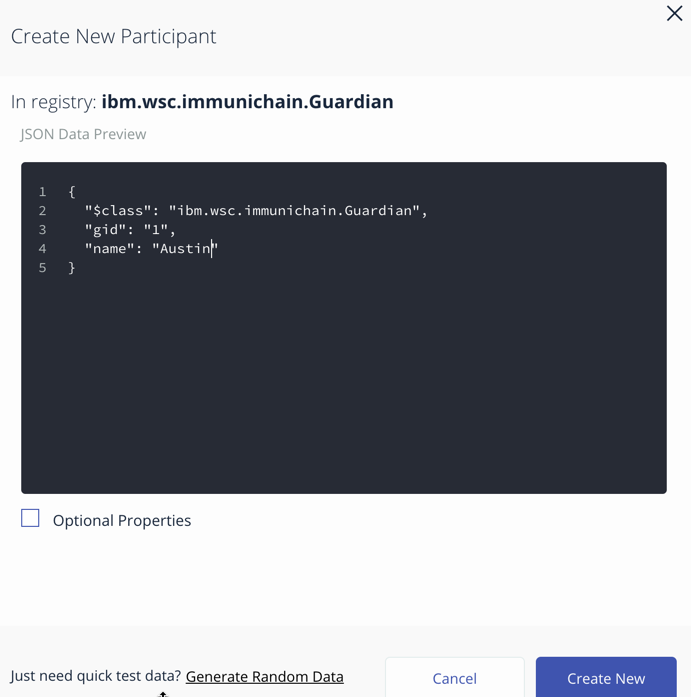 Create New Participant
In registry: ibm.wsc.immunichain.Guardian
JSON Data Preview
1 {
2 "$class": "ibm.wsc.immunichain.Guardian",
3 "gid": "1",
4 "name": "Austin"
5 }
Optional Properties
Just need quick test data? Generate Random Data
Cancel
Create New